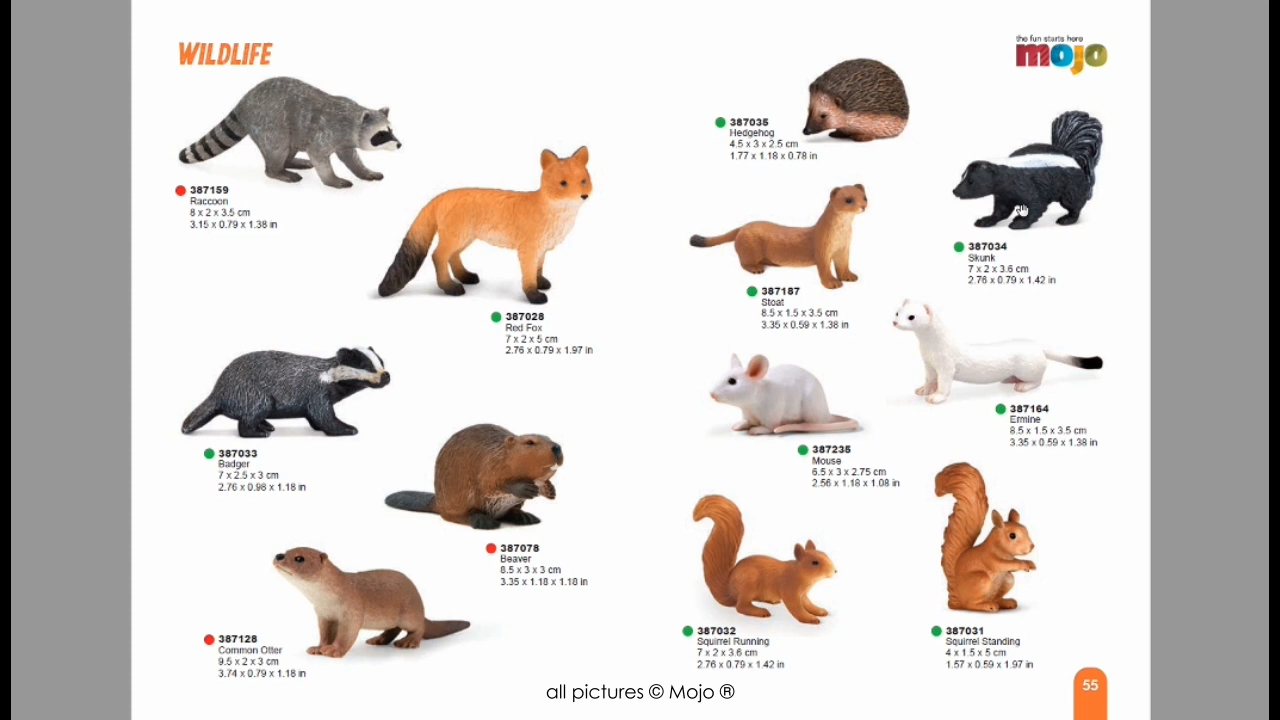 WILDLIFE
the fun starts here
mojo
387159
Raccoon
8 x 2 x 3.5 cm
3.15 x 0.79 x 1.38 in
387028
Red Fox
7 x 2 x 5 cm
2.76 x 0.79 x 1.97 in
387033
Badger
7 x 2.5 x 3 cm
2.76 x 0.98 x 1.18 in
387078
Beaver
8.5 x 3 x 3 cm
3.35 x 1.18 x 1.18 in
387128
Common Otter
9.5 x 2 x 3 cm
3.74 x 0.79 x 1.18 in
387035
Hedgehog
4.5 x 3 x 2.5 cm
1.77 x 1.18 x 0.78 in
387034
Skunk
7 x 2 x 3.6 cm
2.76 x 0.79 x 1.42 in
387187
Stoat
8.5 x 1.5 x 3.5 cm
3.35 x 0.59 x 1.38 in
387164
Ermine
8.5 x 1.5 x 3.5 cm
3.35 x 0.59 x 1.38 in
387235
Mouse
6.5 x 3 x 2.75 cm
2.56 x 1.18 x 1.08 in
387032
Squirrel Running
7 x 2 x 3.6 cm
2.76 x 0.79 x 1.42 in
387031
Squirrel Standing
4 x 1.5 x 5 cm
1.57 x 0.59 x 1.97 in
55
all pictures © Mojo ®